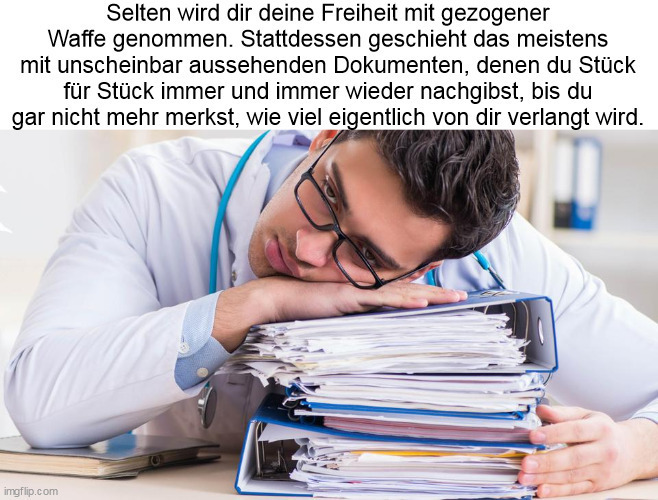 Selten wird dir deine Freiheit mit gezogener
Waffe genommen. Stattdessen geschieht das meistens
mit unscheinbar aussehenden Dokumenten, denen du Stück
für Stück immer und immer wieder nachgibst, bis du
gar nicht mehr merkst, wie viel eigentlich von dir verlangt wird.
imgflip.com